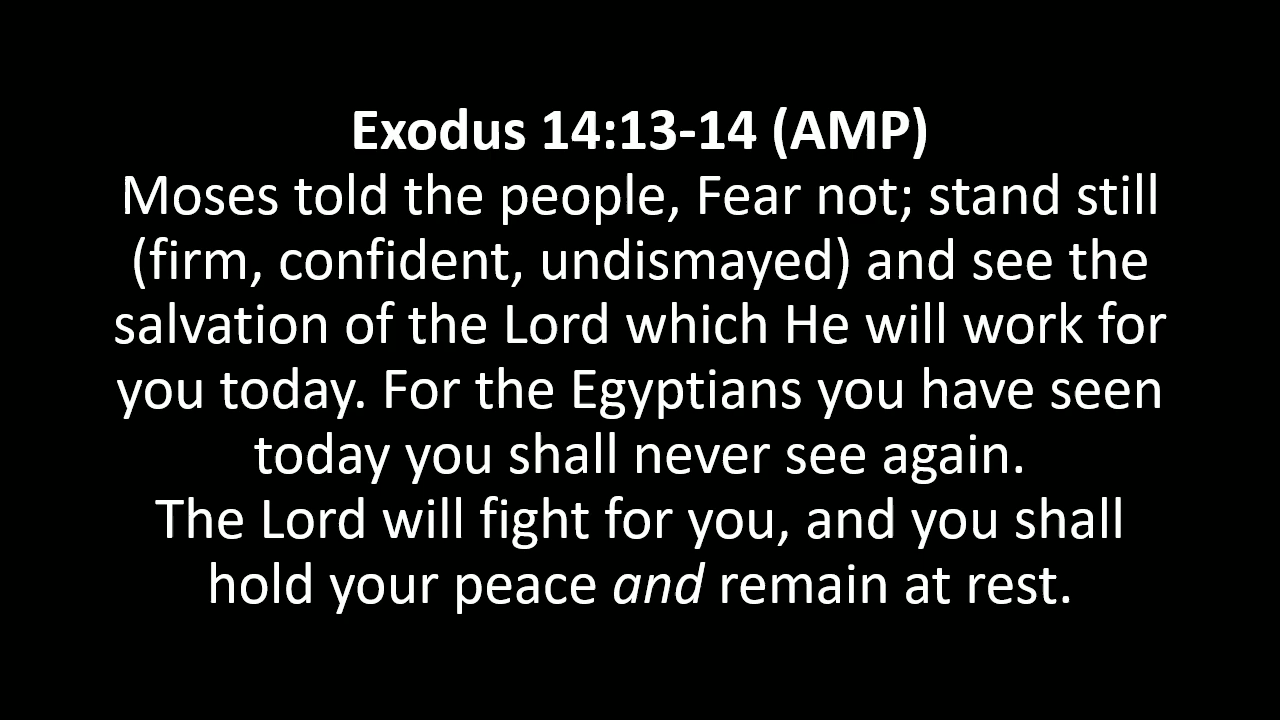 Exodus 14:13-14 (AMP)
Moses told the people, Fear not; stand still
(firm, confident, undismayed) and see the
salvation of the Lord which He will work for
you today. For the Egyptians you have seen
today you shall never see again.
The Lord will fight for you, and you shall
hold your peace and remain at rest.